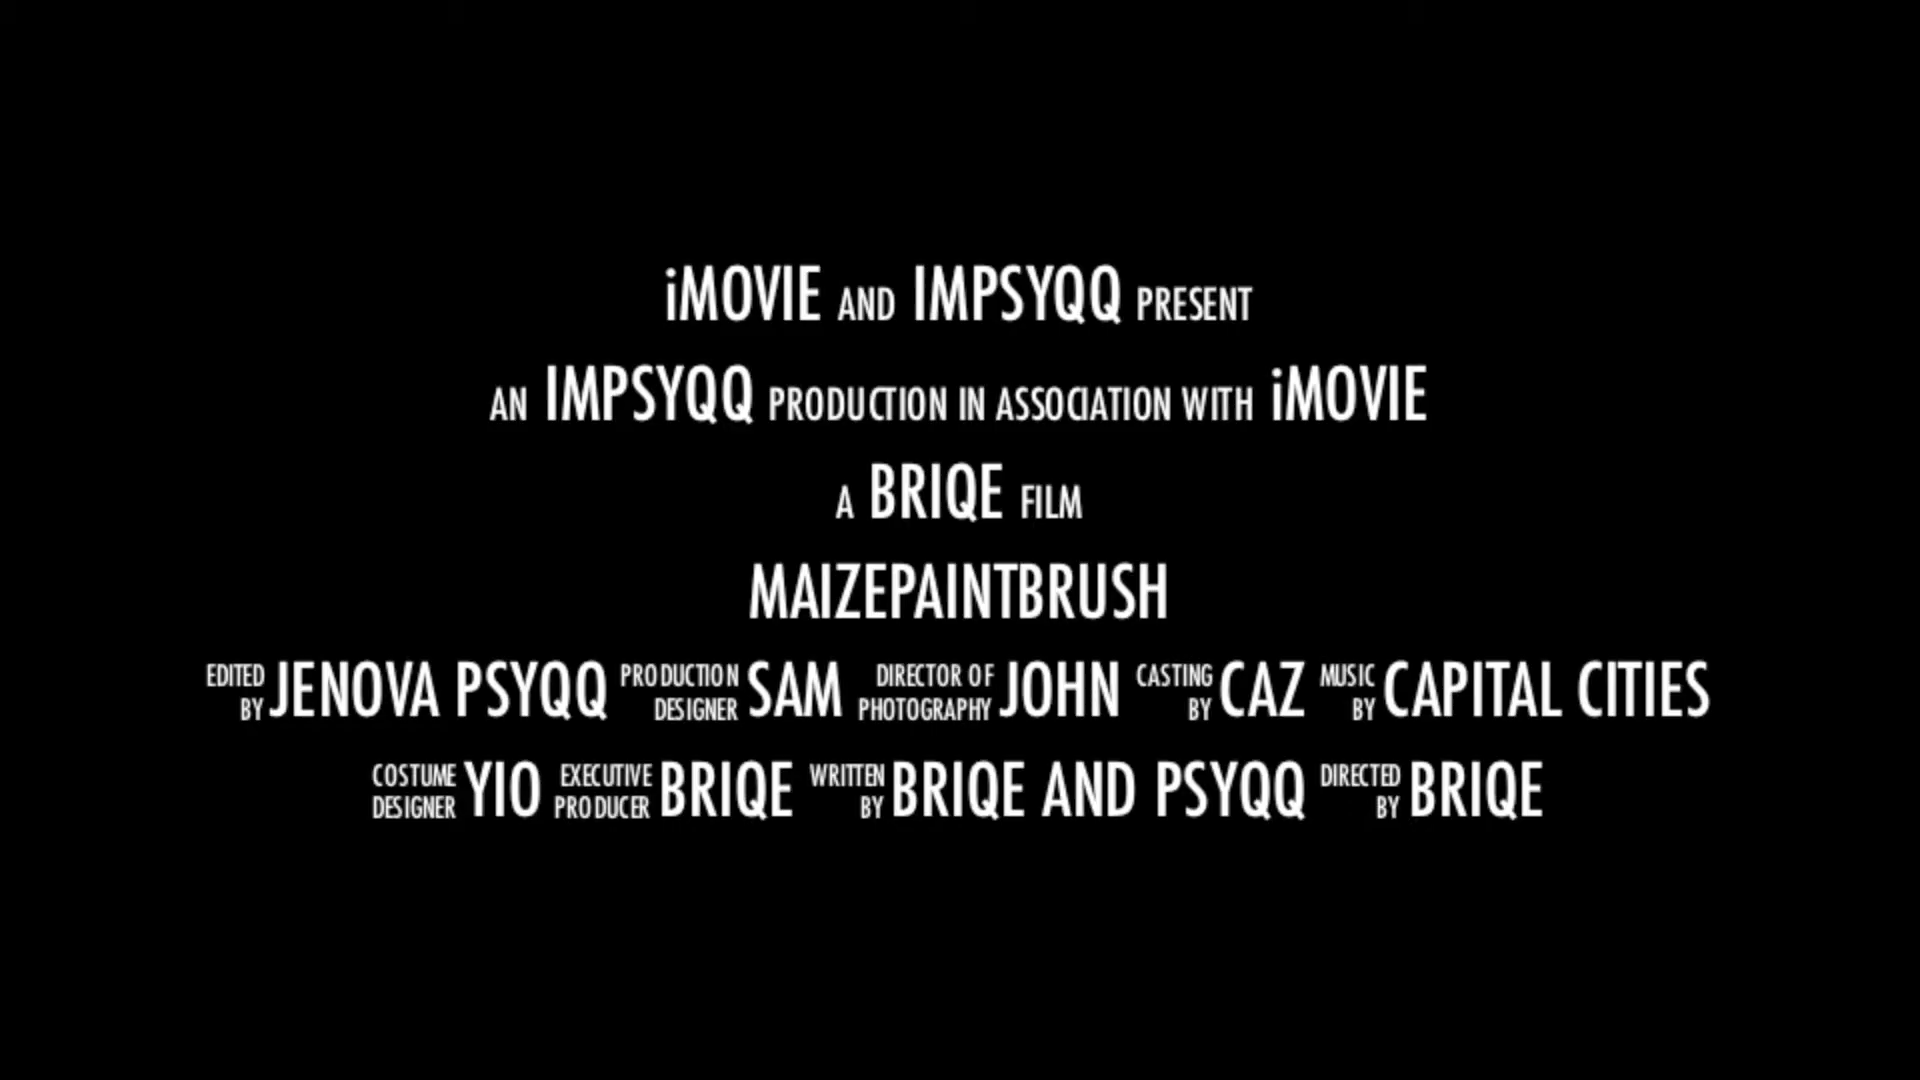 iMOVIE AND IMPSYQQ PRESENT
AN IMPSYQQ PRODUCTION IN ASSOCIATION WITH iMOVIE
A BRIQE FILM
MAIZEPAINTBRUSH
EDITED BY JENOVA PSYQQ PRODUCTION DESIGNER SAM DIRECTOR OF PHOTOGRAPHY JOHN CASTING BY CAZ MUSIC BY CAPITAL CITIES
COSTUME DESIGNER YIO EXECUTIVE PRODUCER BRIQE WRITTEN BY BRIQE AND PSYQQ DIRECTED BY BRIQE